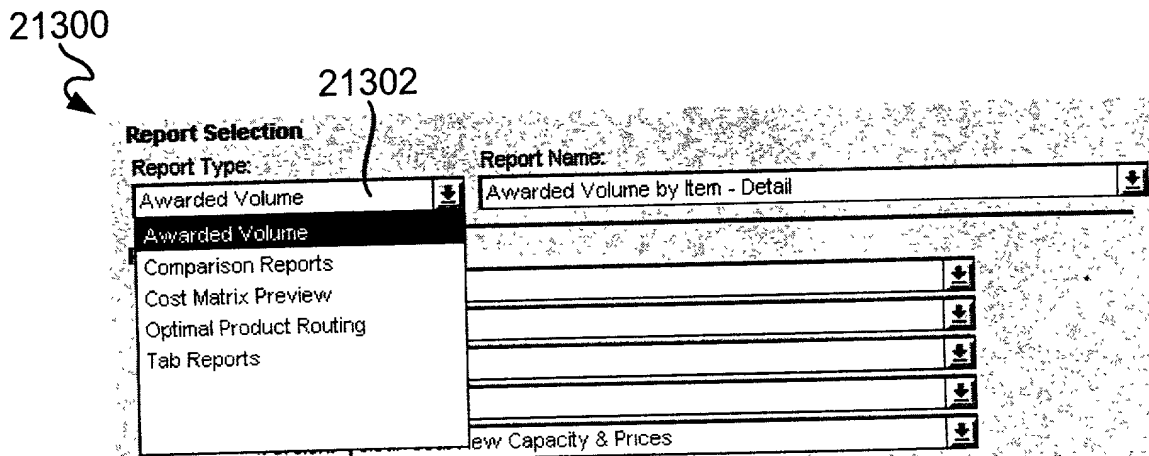 21300
21302
Report Selection
Report Type: Report Name:
Awarded Volume Awarded Volume by Item - Detail
Awarded Volume
Comparison Reports
Cost Matrix Preview
Optimal Product Routing
Tab Reports
Capacity & Prices